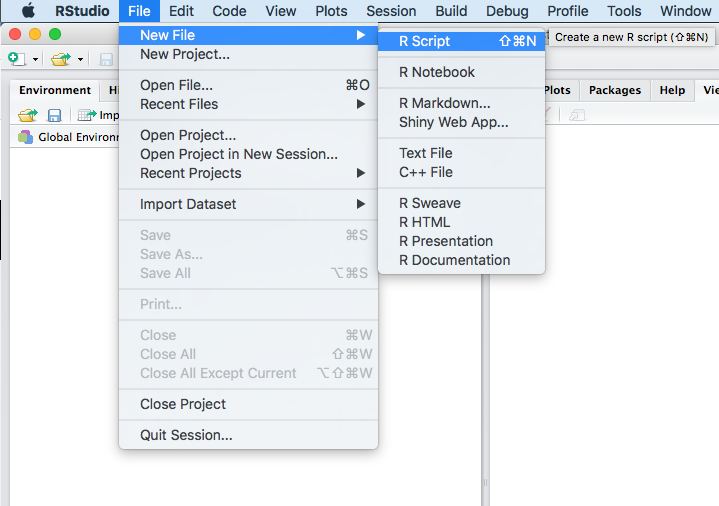 RStudio File Edit Code View Plots Session Build Debug Profile Tools Window
New File ▶
New Project...
Open File... ⌘O
Recent Files ▶
Open Project...
Open Project in New Session...
Recent Projects ▶
Import Dataset ▶
Save ⌘S
Save As...
Save All ⌥⌘S
Print...
Close ⌘W
Close All ⇧⌘W
Close All Except Current ⌥⇧⌘W
Close Project
Quit Session...
R Script ⇧⌘N
R Notebook
R Markdown...
Shiny Web App...
Text File
C++ File
R Sweave
R HTML
R Presentation
R Documentation
Create a new R script (⇧⌘N)
Environment Hi
Plots Packages Help Vie
Imp
Global Environ